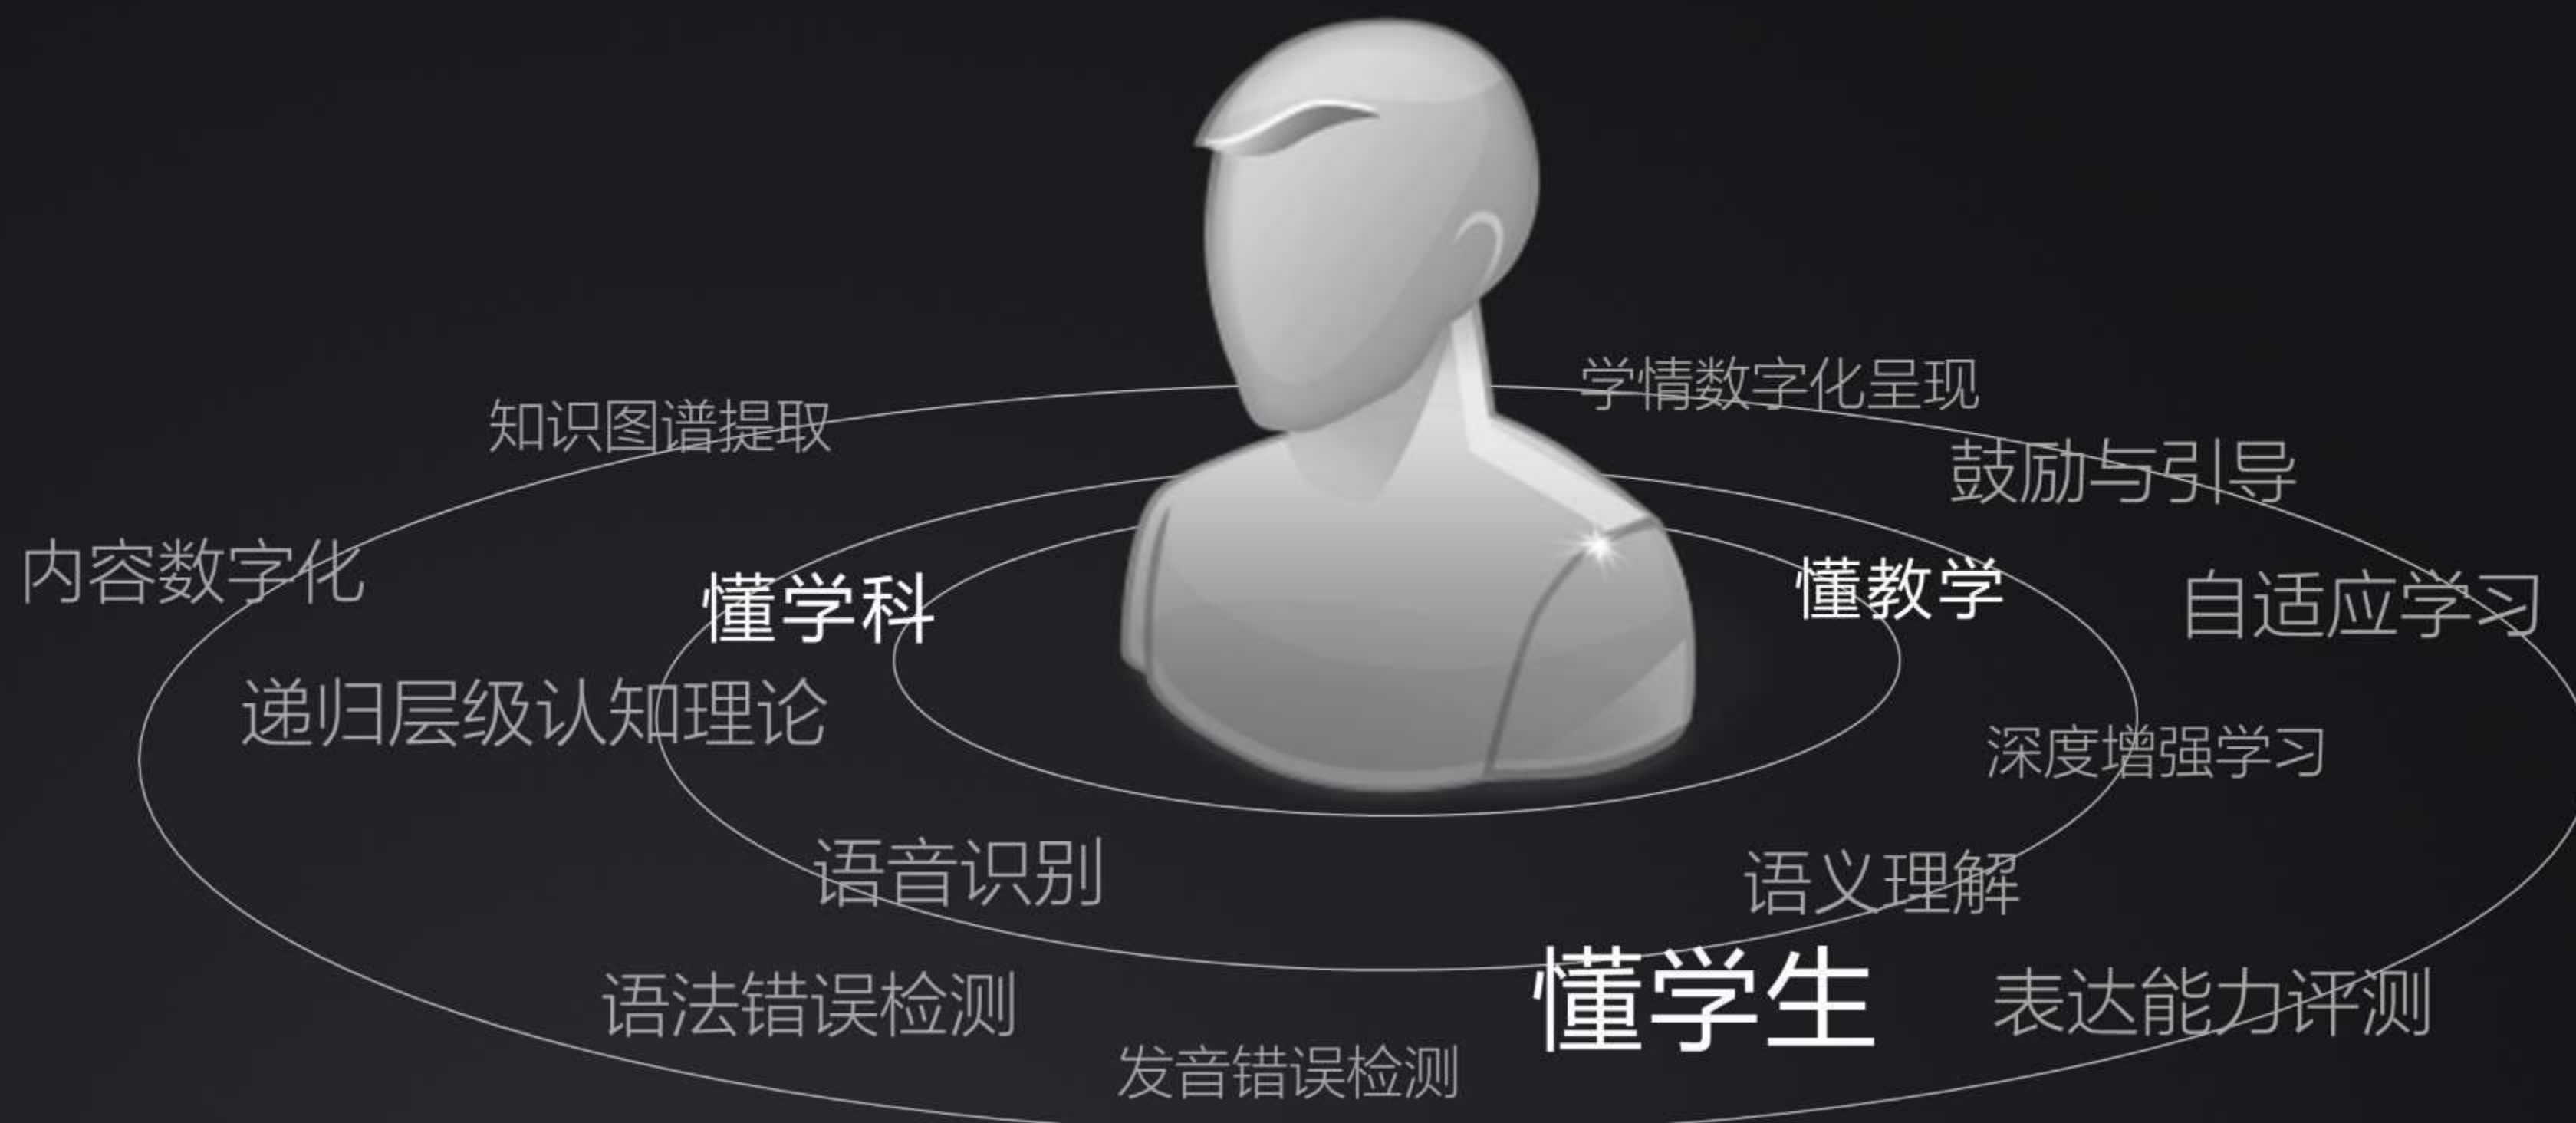 学情数字化呈现
知识图谱提取
鼓励与引导
内容数字化
懂学科
懂教学
自适应学习
递归层级认知理论
深度增强学习
语音识别
语义理解
懂学生
语法错误检测
表达能力评测
发音错误检测